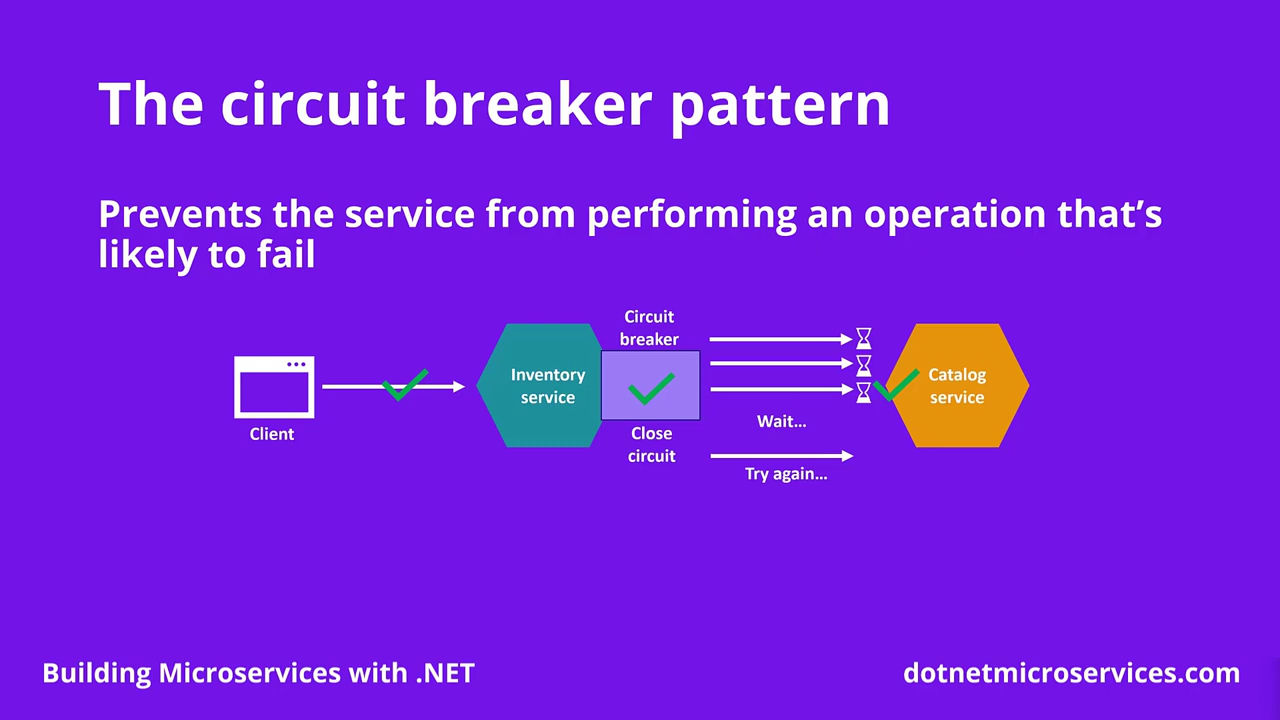 The circuit breaker pattern
Prevents the service from performing an operation that’s
likely to fail
Circuit
breaker
Client
Inventory
service
Close
circuit
Wait…
Try again…
Catalog
service
Building Microservices with .NET
dotnetmicroservices.com